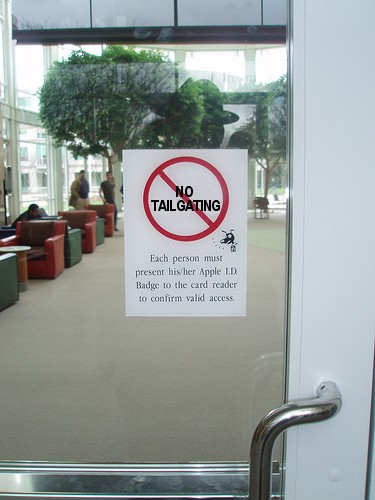 NO
TAILGATING
Each person must
present his/her Apple I.D.
Badge to the card reader
to confirm valid access.